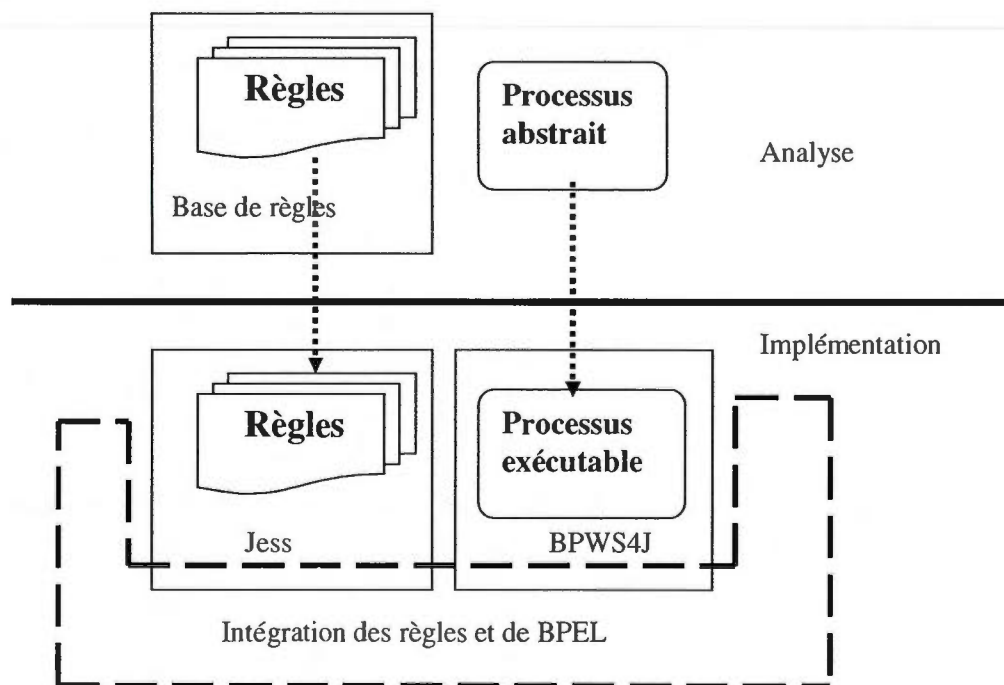 Règles
Processus
abstrait
Analyse
Base de règles
Implémentation
Règles
Processus
exécutable
Jess
BPWS4J
Intégration des règles et de BPEL